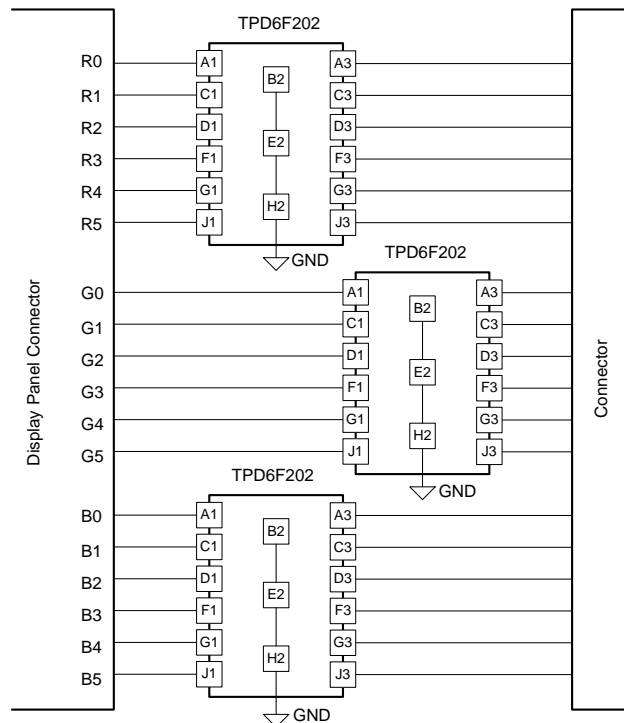 TPD6F202
R0 A1 B2 A3
R1 C1 C3
R2 D1 E2 D3
R3 F1 F3
R4 G1 H2 G3
R5 J1 J3
GND
TPD6F202
G0 A1 B2 A3
G1 C1 C3
G2 D1 E2 D3
G3 F1 F3
G4 G1 H2 G3
G5 J1 J3
GND
TPD6F202
B0 A1 B2 A3
B1 C1 C3
B2 D1 E2 D3
B3 F1 F3
B4 G1 H2 G3
B5 J1 J3
GND
Display Panel Connector
Connector